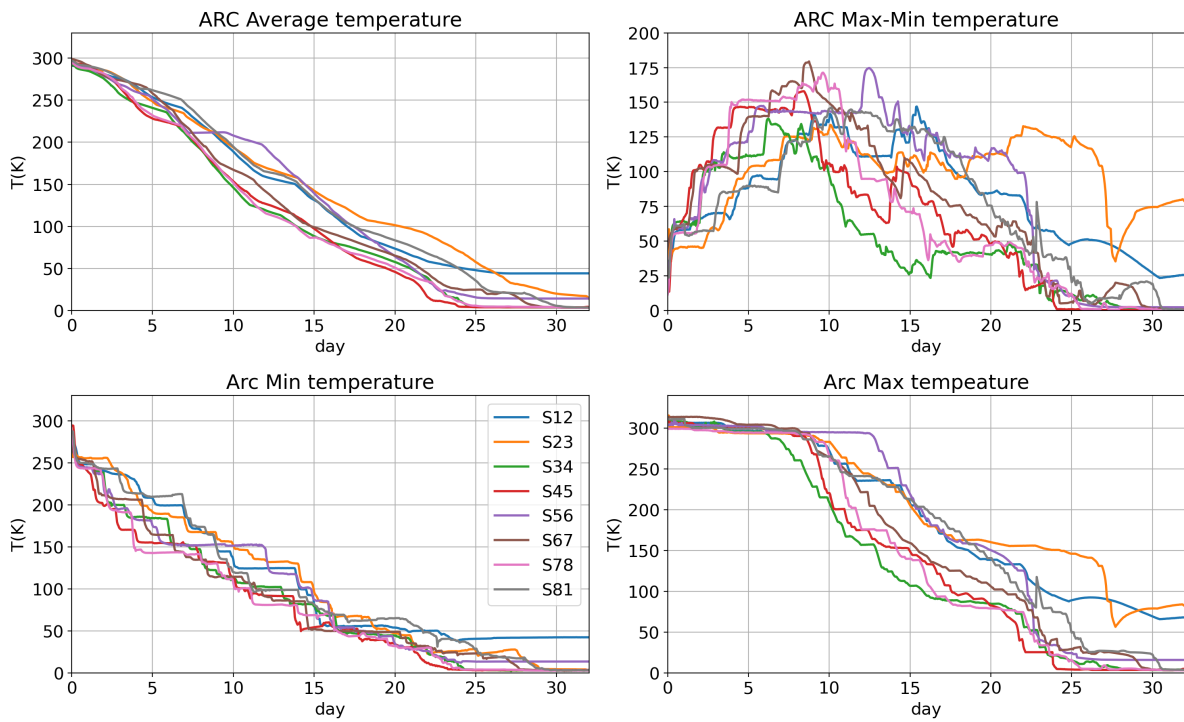 ARC Average temperature
T(K)
300
250
200
150
100
50
0
0 5 10 15 20 25 30
day
ARC Max-Min temperature
T(K)
200
175
150
125
100
75
50
25
0
0 5 10 15 20 25 30
day
Arc Min temperature
T(K)
300
250
200
150
100
50
0
0 5 10 15 20 25 30
day
S12
S23
S34
S45
S56
S67
S78
S81
Arc Max tempeature
T(K)
300
250
200
150
100
50
0
0 5 10 15 20 25 30
day